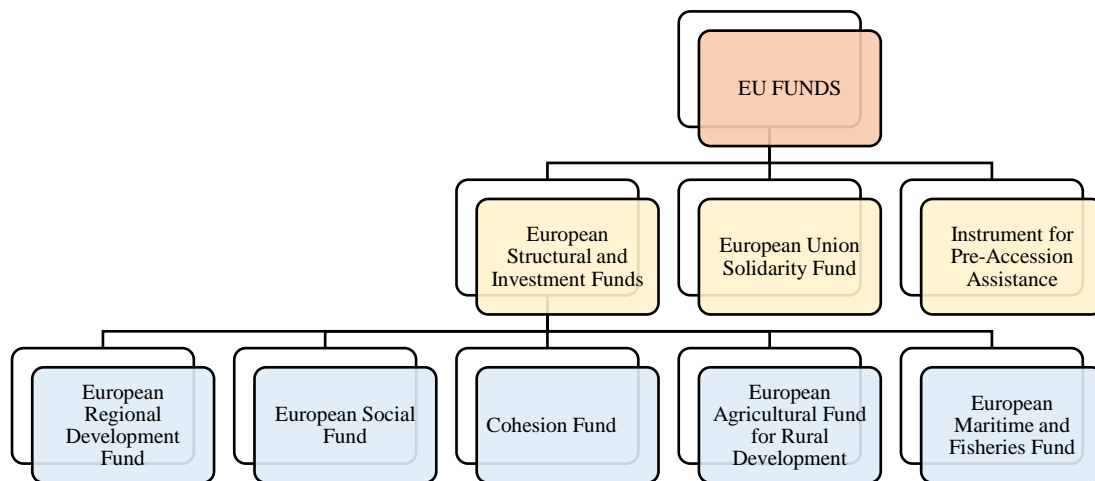 EU FUNDS
European
Structural and
Investment Funds
European Union
Solidarity Fund
Instrument for
Pre-Accession
Assistance
European
Regional
Development
Fund
European Social
Fund
Cohesion Fund
European
Agricultural Fund
for Rural
Development
European
Maritime and
Fisheries Fund